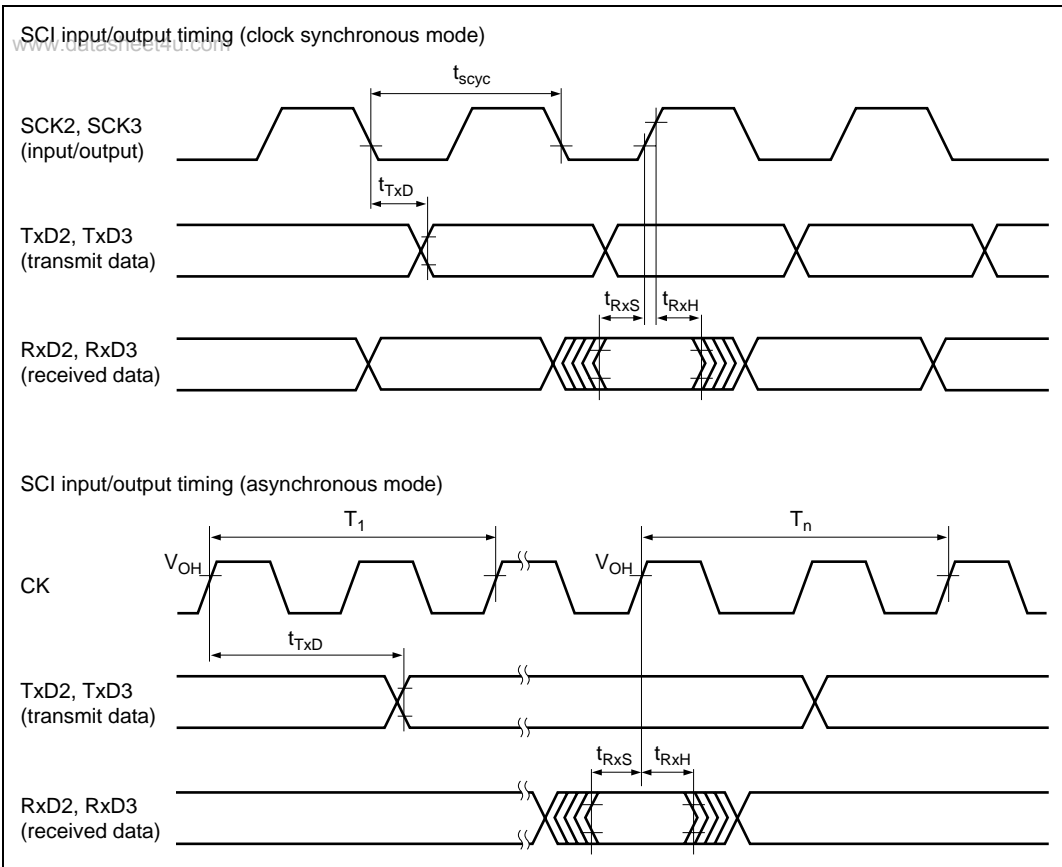 SCI input/output timing (clock synchronous mode)
www.datasheet4u.com
tscyc
SCK2, SCK3
(input/output)
tTxD
TxD2, TxD3
(transmit data)
tRxS tRxH
RxD2, RxD3
(received data)
SCI input/output timing (asynchronous mode)
T1 Tn
VOH VOH
CK
tTxD
TxD2, TxD3
(transmit data)
tRxS tRxH
RxD2, RxD3
(received data)